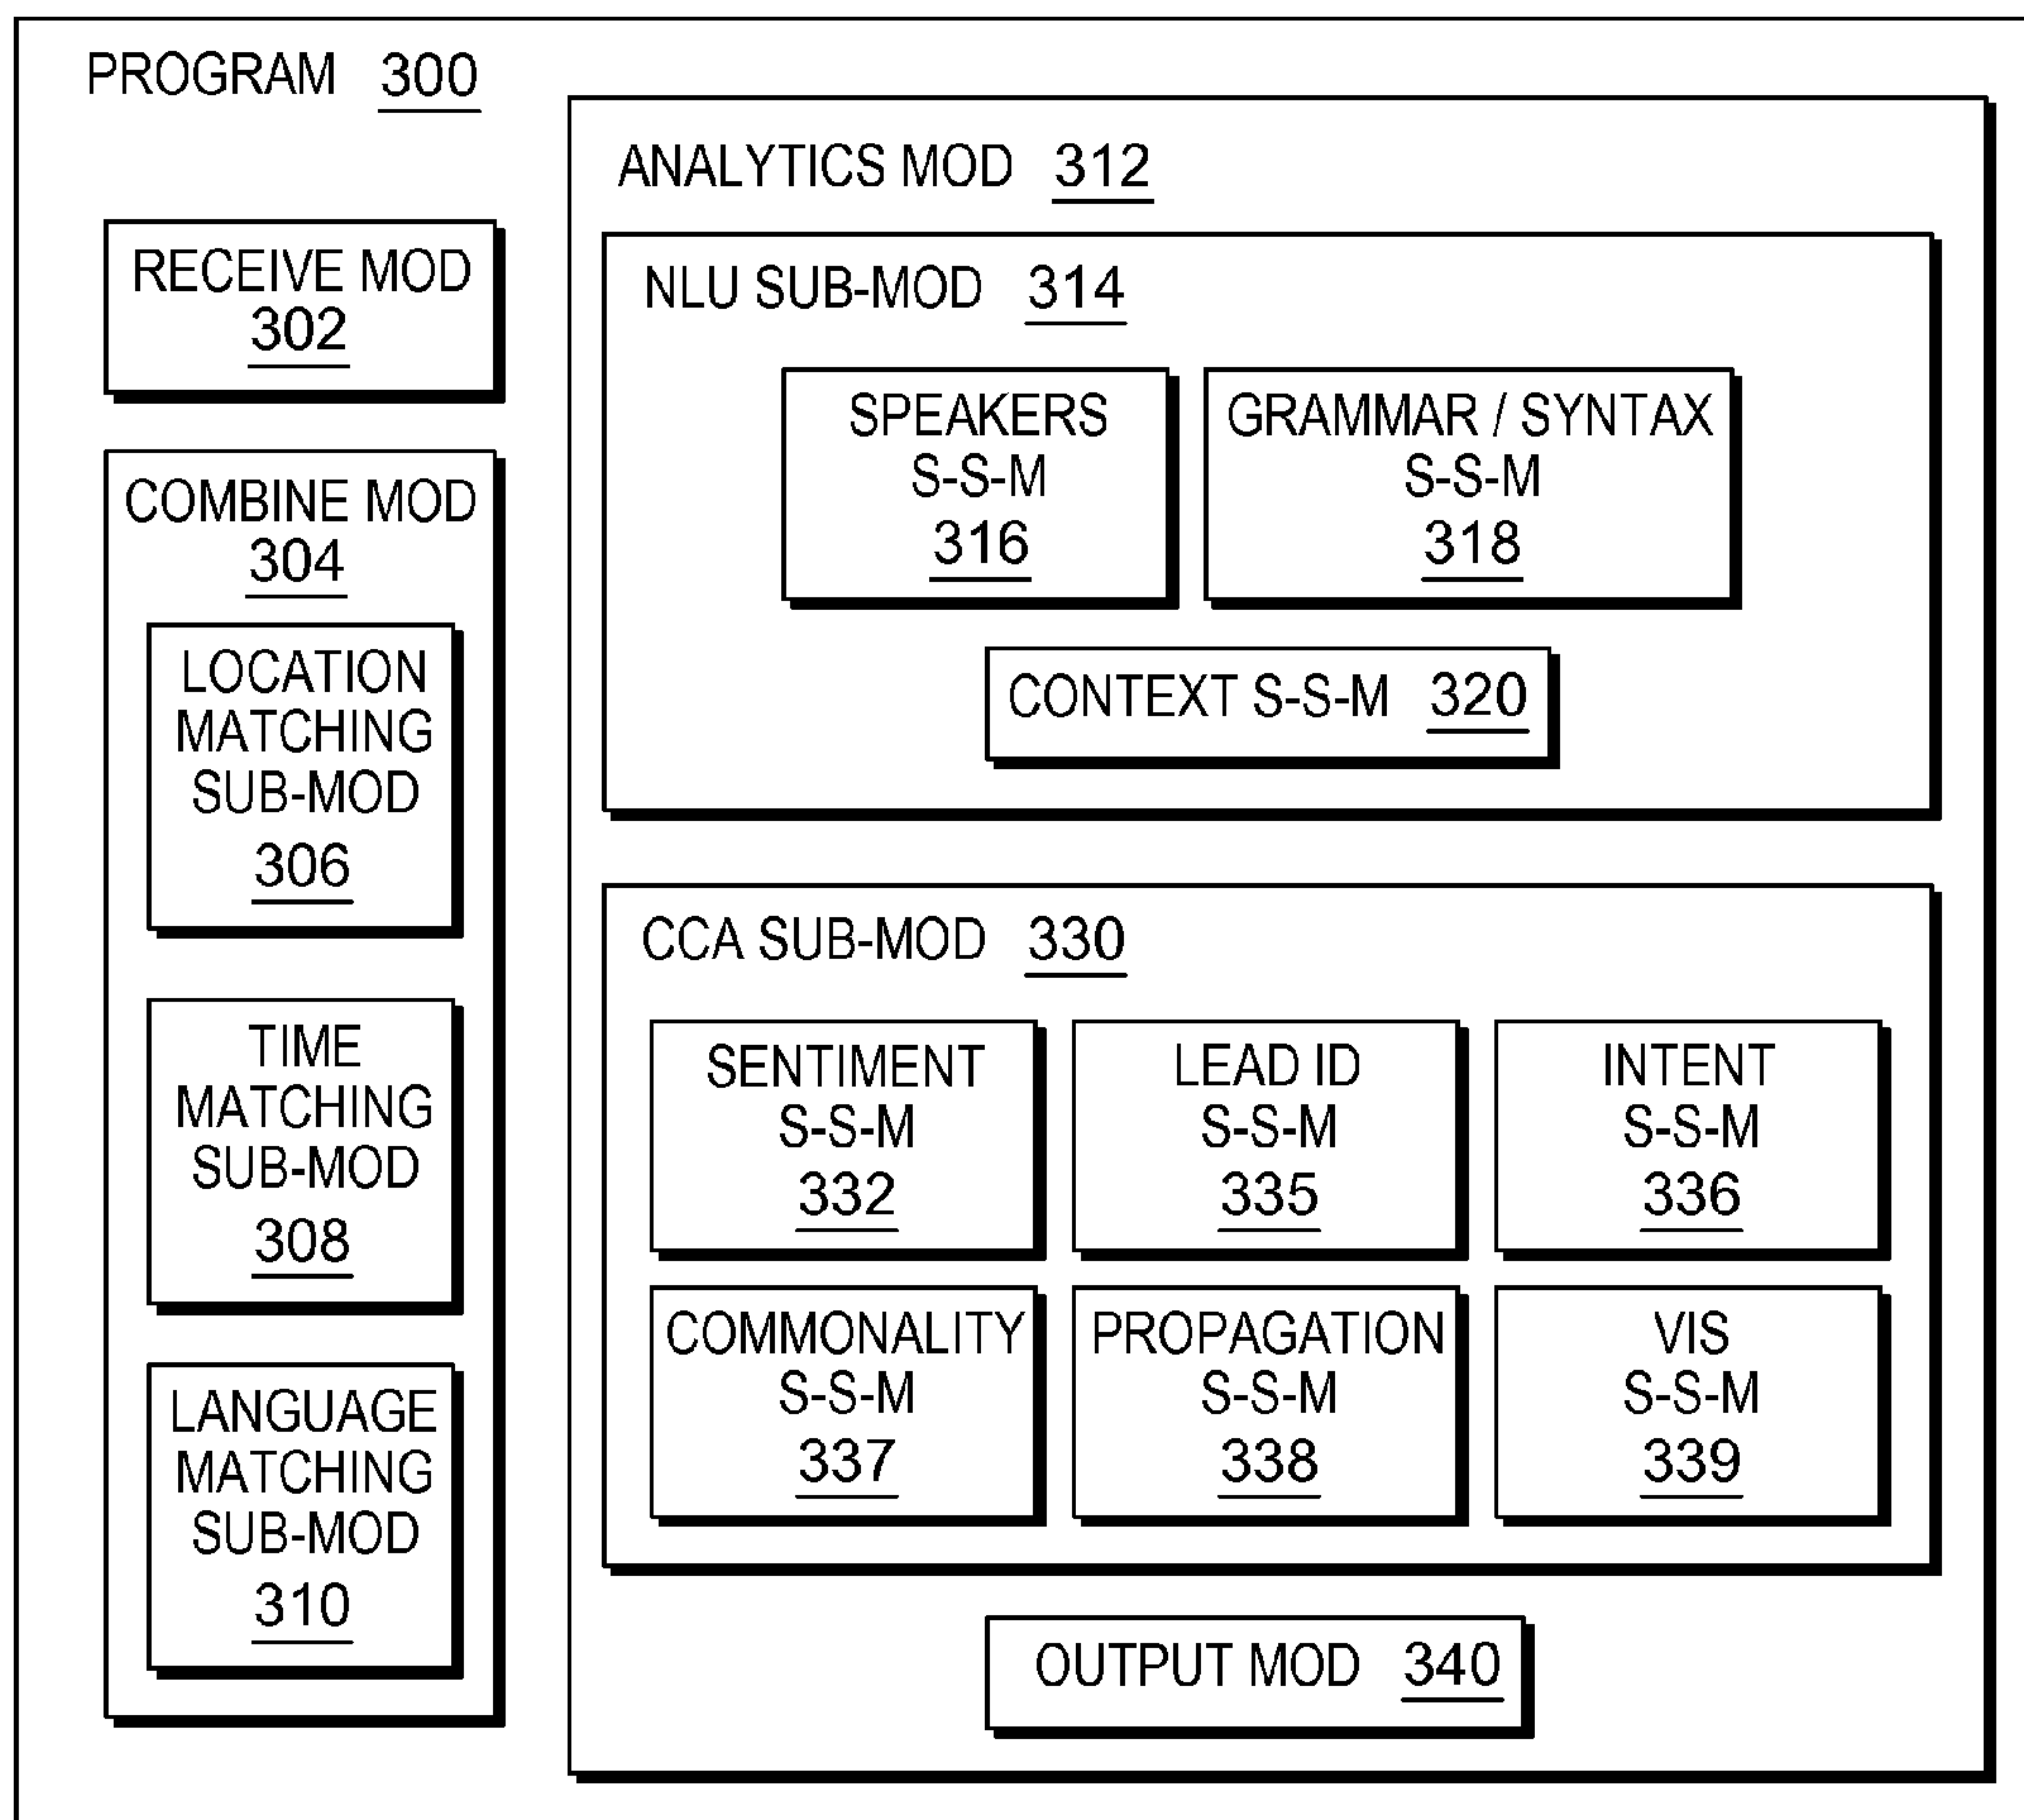 PROGRAM 300
RECEIVE MOD
302
COMBINE MOD
304
LOCATION
MATCHING
SUB-MOD
306
TIME
MATCHING
SUB-MOD
308
LANGUAGE
MATCHING
SUB-MOD
310
ANALYTICS MOD 312
NLU SUB-MOD 314
SPEAKERS
S-S-M
316
GRAMMAR / SYNTAX
S-S-M
318
CONTEXT S-S-M 320
CCA SUB-MOD 330
SENTIMENT
S-S-M
332
LEAD ID
S-S-M
335
INTENT
S-S-M
336
COMMONALITY
S-S-M
337
PROPAGATION
S-S-M
338
VIS
S-S-M
339
OUTPUT MOD 340